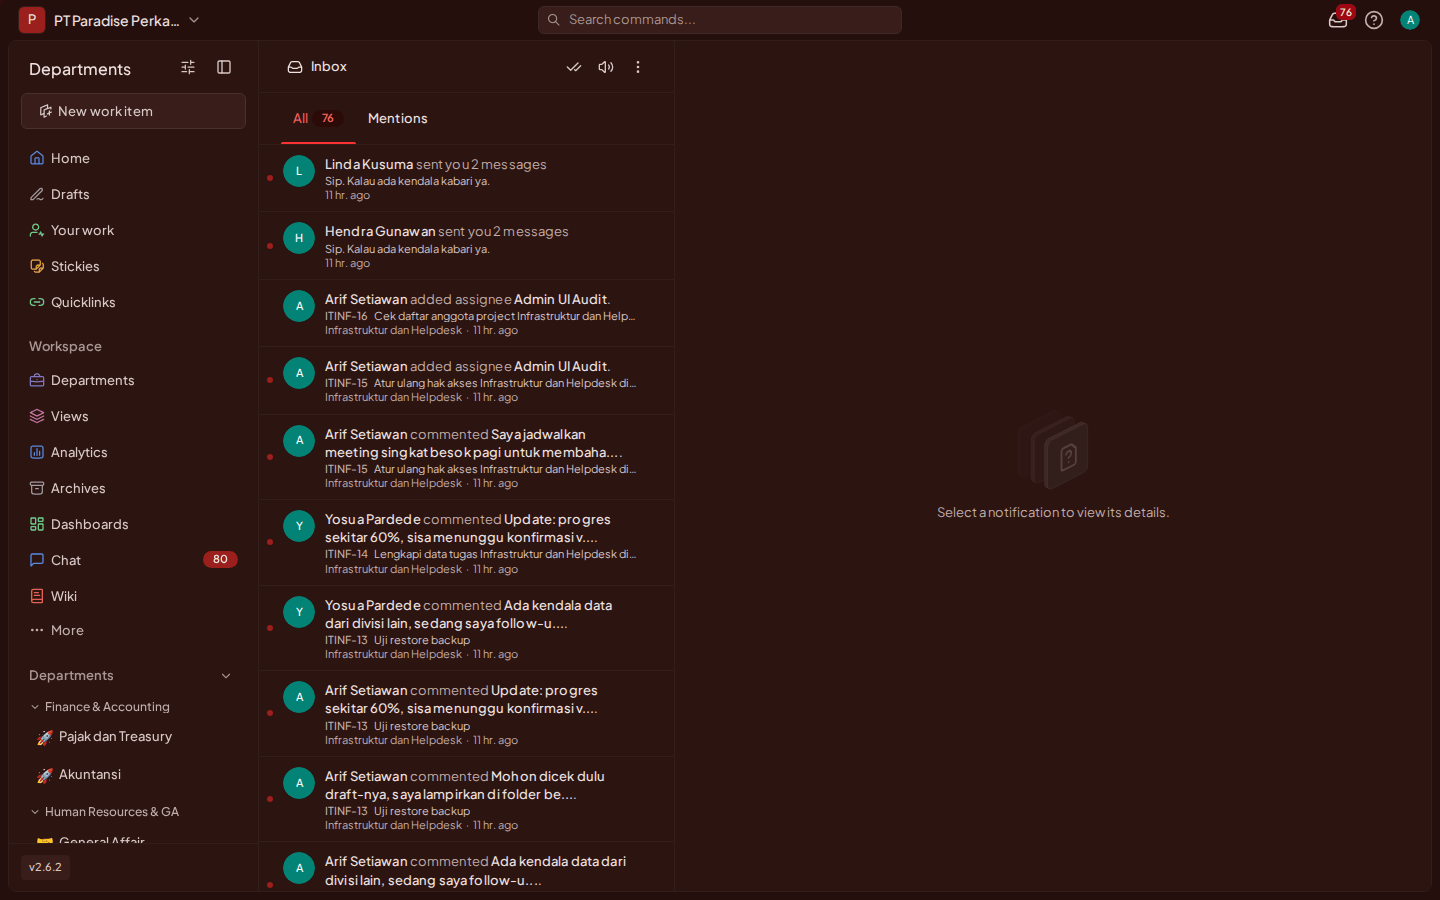 P PT Paradise Perka...
Search commands...
76
A
Departments
New work item
Home
Drafts
Your work
Stickies
Quicklinks
Workspace
Departments
Views
Analytics
Archives
Dashboards
Chat 80
Wiki
More
Departments
Finance & Accounting
Pajak dan Treasury
Akuntansi
Human Resources & GA
General Affair
v2.6.2
Inbox
All 76 Mentions
L
Linda Kusuma sent you 2 messages
Sip. Kalau ada kendala kabari ya.
11 hr. ago
H
Hendra Gunawan sent you 2 messages
Sip. Kalau ada kendala kabari ya.
11 hr. ago
A
Arif Setiawan added assignee Admin UI Audit.
ITINF-16 Cek daftar anggota project Infrastruktur dan Help...
Infrastruktur dan Helpdesk · 11 hr. ago
A
Arif Setiawan added assignee Admin UI Audit.
ITINF-15 Atur ulang hak akses Infrastruktur dan Helpdesk di...
Infrastruktur dan Helpdesk · 11 hr. ago
A
Arif Setiawan commented Saya jadwalkan
meeting singkat besok pagi untuk membaha....
ITINF-15 Atur ulang hak akses Infrastruktur dan Helpdesk di...
Infrastruktur dan Helpdesk · 11 hr. ago
Y
Yosua Pardede commented Update: progres
sekitar 60%, sisa menunggu konfirmasi v....
ITINF-14 Lengkapi data tugas Infrastruktur dan Helpdesk di...
Infrastruktur dan Helpdesk · 11 hr. ago
Y
Yosua Pardede commented Ada kendala data
dari divisi lain, sedang saya follow-u....
ITINF-13 Uji restore backup
Infrastruktur dan Helpdesk · 11 hr. ago
A
Arif Setiawan commented Update: progres
sekitar 60%, sisa menunggu konfirmasi v....
ITINF-13 Uji restore backup
Infrastruktur dan Helpdesk · 11 hr. ago
A
Arif Setiawan commented Mohon dicek dulu
draft-nya, saya lampirkan di folder be....
ITINF-13 Uji restore backup
Infrastruktur dan Helpdesk · 11 hr. ago
A
Arif Setiawan commented Ada kendala data dari
divisi lain, sedang saya follow-u....
Select a notification to view its details.